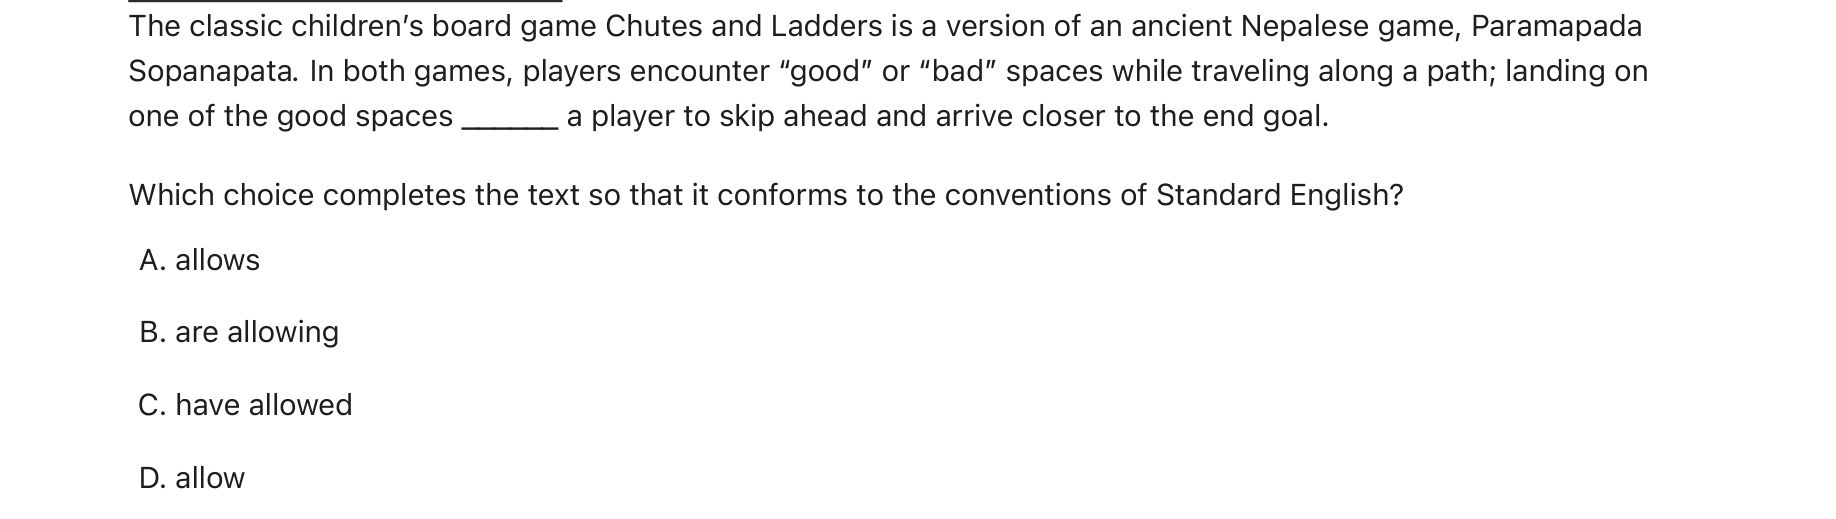 The classic children’s board game Chutes and Ladders is a version of an ancient Nepalese game, Paramapada
Sopanapata. In both games, players encounter “good” or “bad” spaces while traveling along a path; landing on
one of the good spaces ______ a player to skip ahead and arrive closer to the end goal.
Which choice completes the text so that it conforms to the conventions of Standard English?
A. allows
B. are allowing
C. have allowed
D. allow